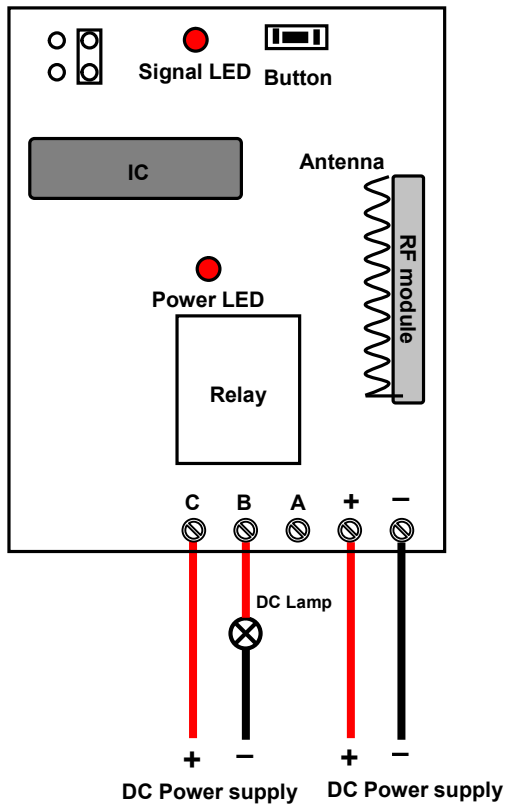 Signal LED
Button
IC
Antenna
RF module
Power LED
Relay
C B A + −
DC Lamp
+ − + −
DC Power supply DC Power supply